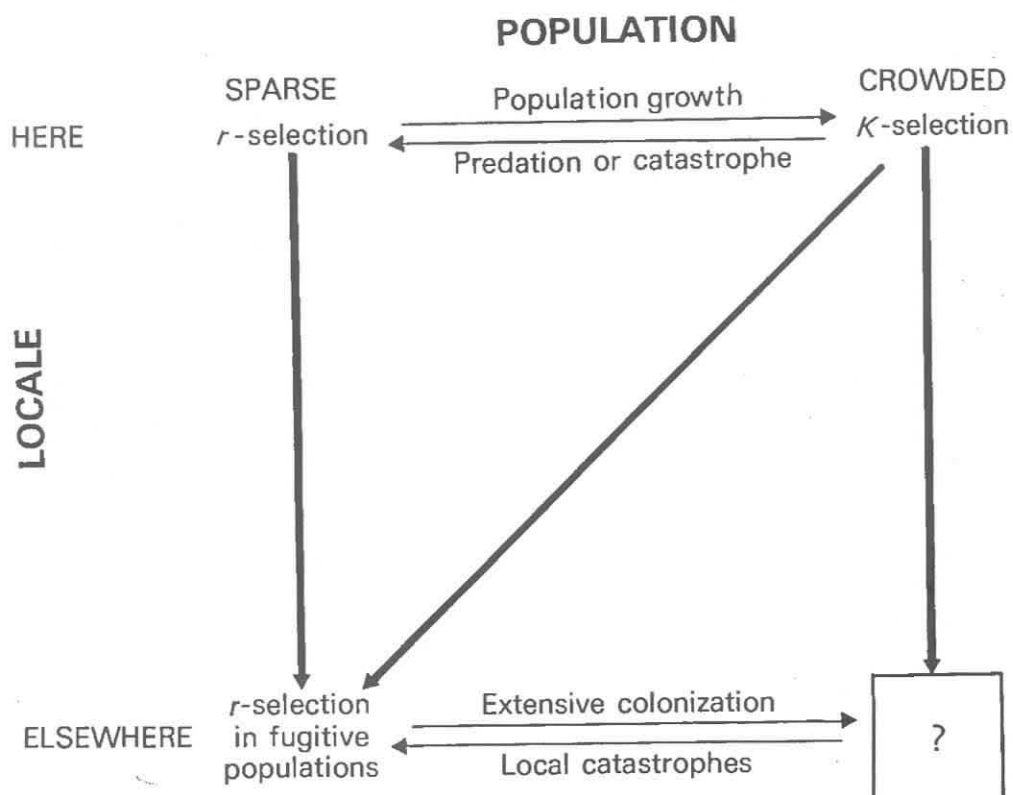 POPULATION
SPARSE
CROWDED
Population growth
HERE
r-selection
K-selection
Predation or catastrophe
LOCALE
r-selection
in fugitive
populations
ELSEWHERE
Extensive colonization
Local catastrophes
?